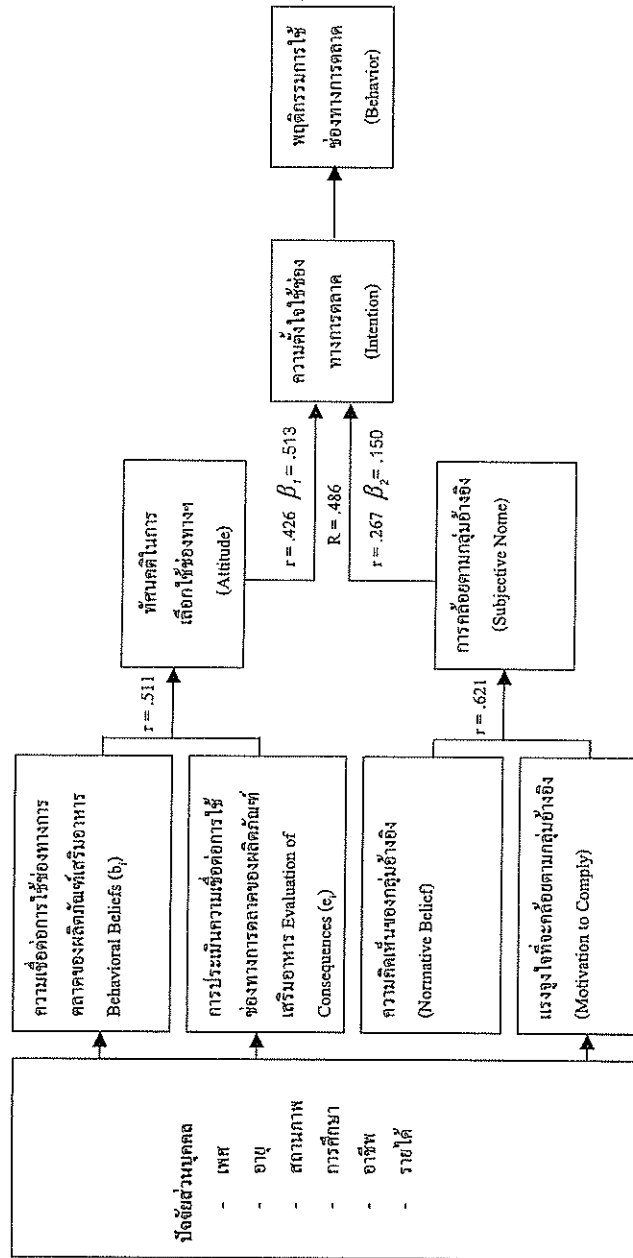 ปัจจัยส่วนบุคคล
- เพศ
- อายุ
- สถานภาพ
- การศึกษา
- อาชีพ
- รายได้
ความเชื่อต่อการใช้ช่องทางการ
ตลาดของผลิตภัณฑ์เสริมอาหาร
Behavioral Beliefs (bᵢ)
การประเมินความเชื่อต่อการใช้
ช่องทางการตลาดของผลิตภัณฑ์
เสริมอาหาร Evaluation of
Consequences (eᵢ)
ความคิดเห็นของกลุ่มอ้างอิง
(Normative Belief)
แรงจูงใจที่จะคล้อยตามกลุ่มอ้างอิง
(Motivation to Comply)
r = .511
r = .621
ทัศนคติในการ
เลือกใช้ช่องทางฯ
(Attitude)
การคล้อยตามกลุ่มอ้างอิง
(Subjective Nome)
r = .426 β₁ = .513
R = .486
r = .267 β₂ = .150
ความตั้งใจใช้ช่อง
ทางการตลาด
(Intention)
พฤติกรรมการใช้
ช่องทางการตลาด
(Behavior)